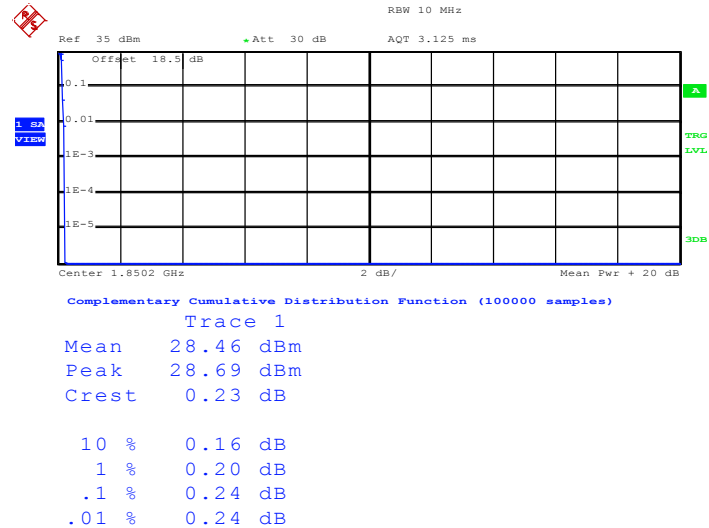 RBW 10 MHz
Ref 35 dBm *Att 30 dB AQT 3.125 ms
Offset 18.5 dB
0.1
A
0.01
1 SA
VIEW
TRG
1E-3
LVL
1E-4
1E-5
3DB
Center 1.8502 GHz 2 dB/ Mean Pwr + 20 dB
Complementary Cumulative Distribution Function (100000 samples)
Trace 1
Mean 28.46 dBm
Peak 28.69 dBm
Crest 0.23 dB
10 % 0.16 dB
1 % 0.20 dB
.1 % 0.24 dB
.01 % 0.24 dB